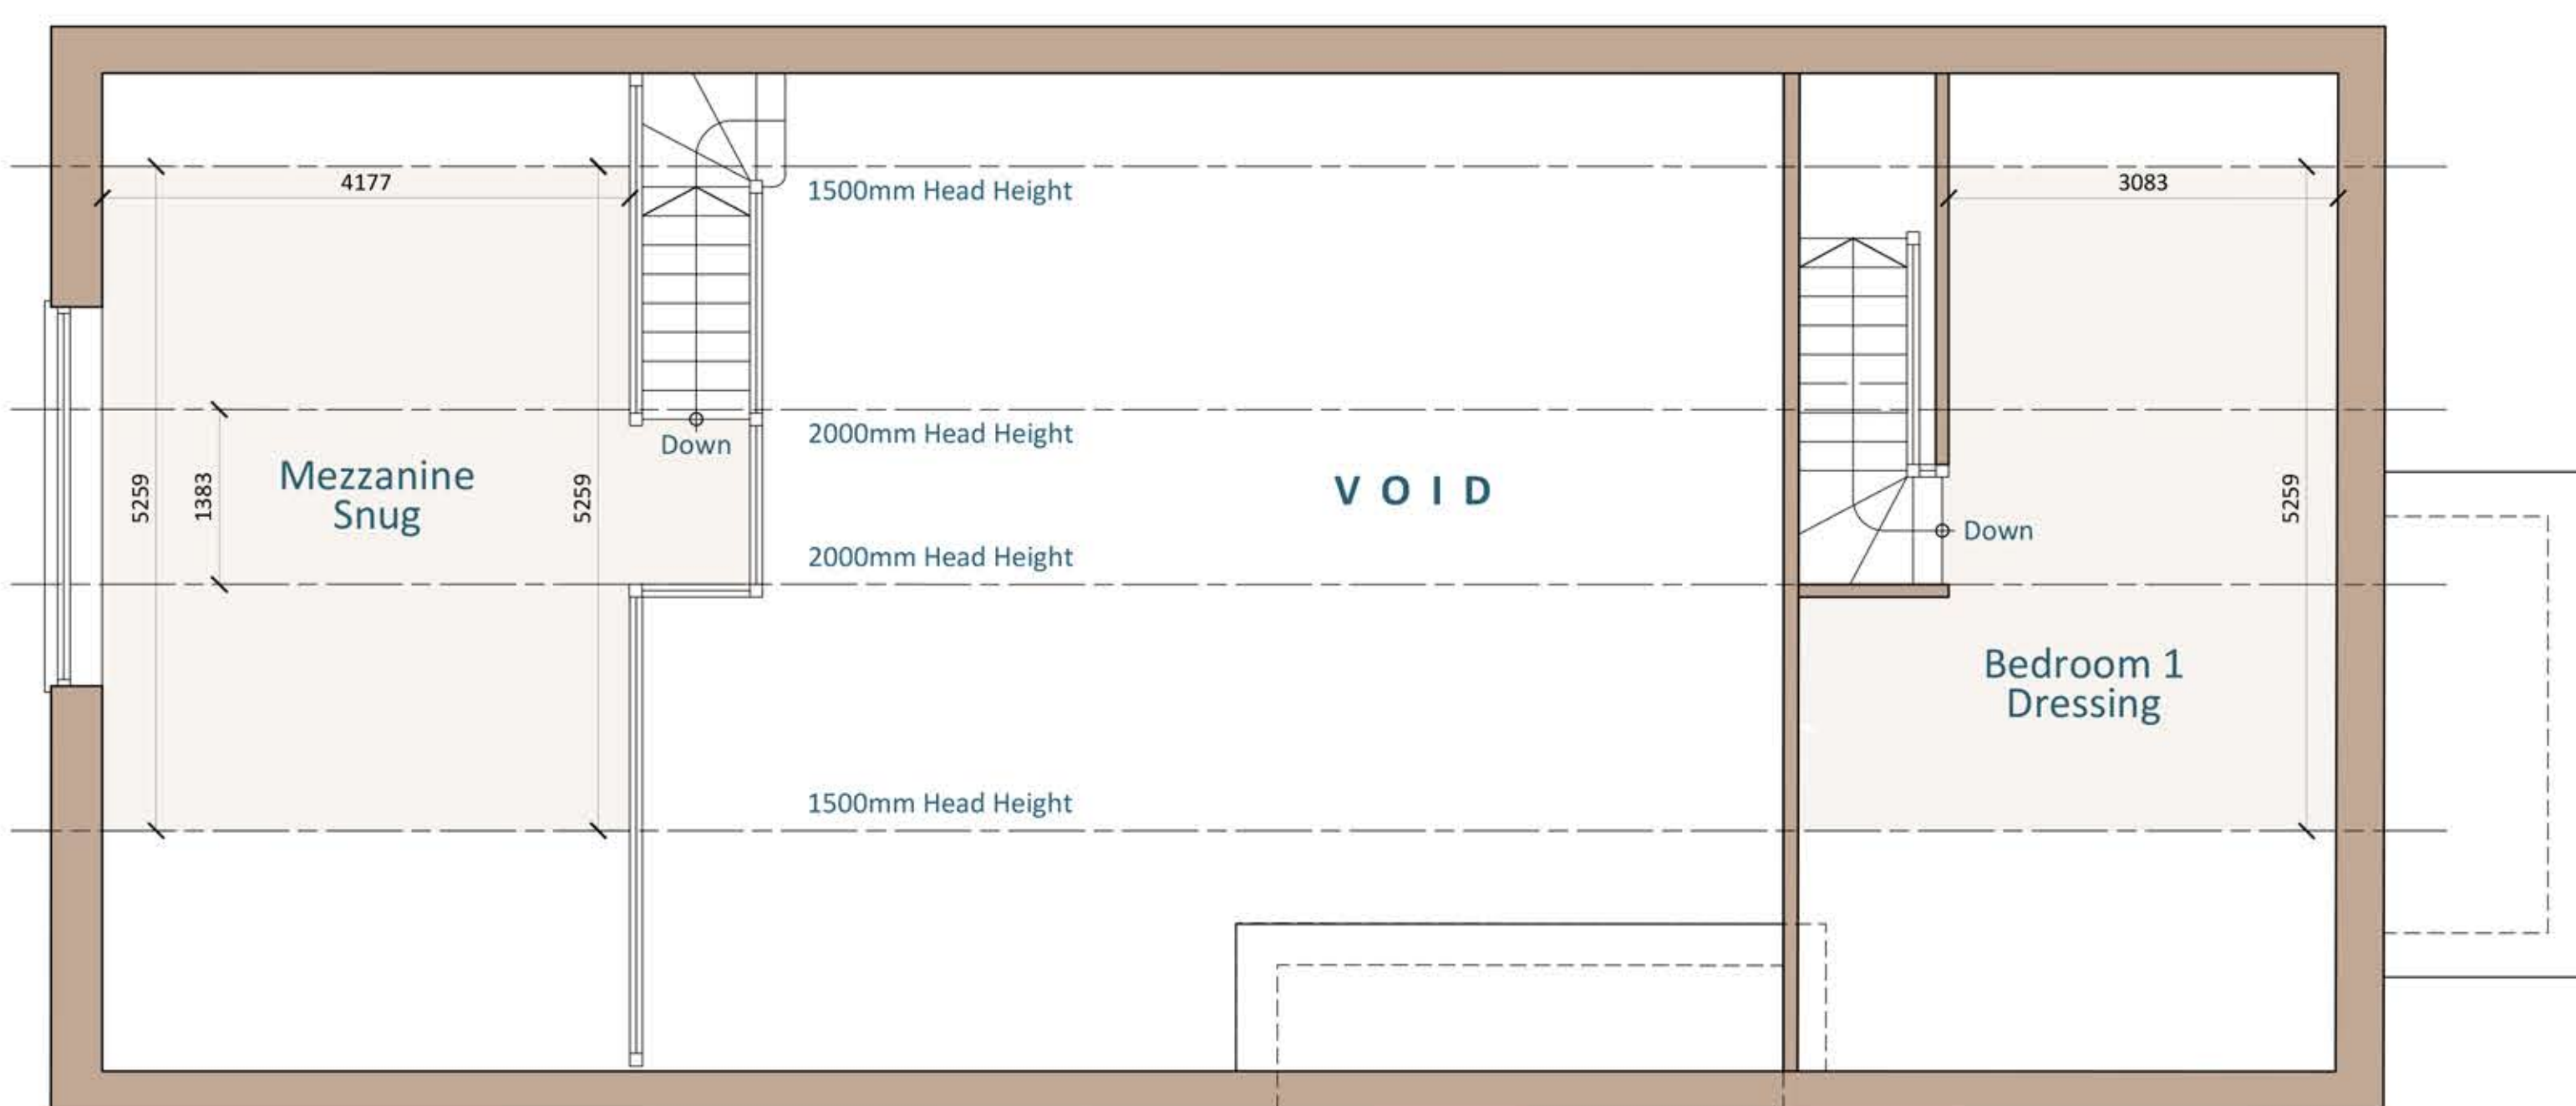 4177
1500mm Head Height
3083
Down
2000mm Head Height
5259
1383
Mezzanine
Snug
5259
V O I D
5259
Down
2000mm Head Height
Bedroom 1
Dressing
1500mm Head Height